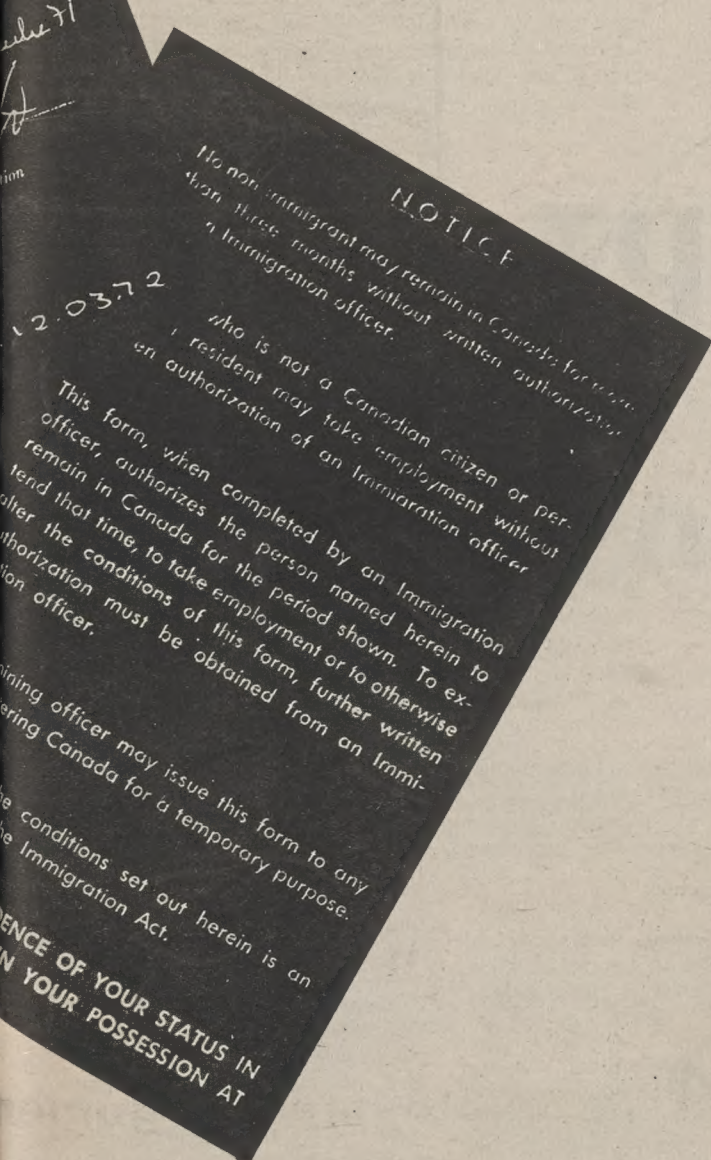 71
tion
12.03.72
NOTICE
No non immigrant may remain in Canada for more
than three months without written authorization
n Immigration officer.
who is not a Canadian citizen or per-
resident may take employment without
en authorization of an Immigration officer
This form, when completed by an Immigration
officer, authorizes the person named herein to
remain in Canada for the period shown. To ex-
tend that time, to take employment or to otherwise
alter the conditions of this form, further written
uthorization must be obtained from an Immi-
tion officer.
ining officer may issue this form to any
tering Canada for a temporary purpose.
he conditions set out herein is an
he Immigration Act.
DENCE OF YOUR STATUS IN
N YOUR POSSESSION AT